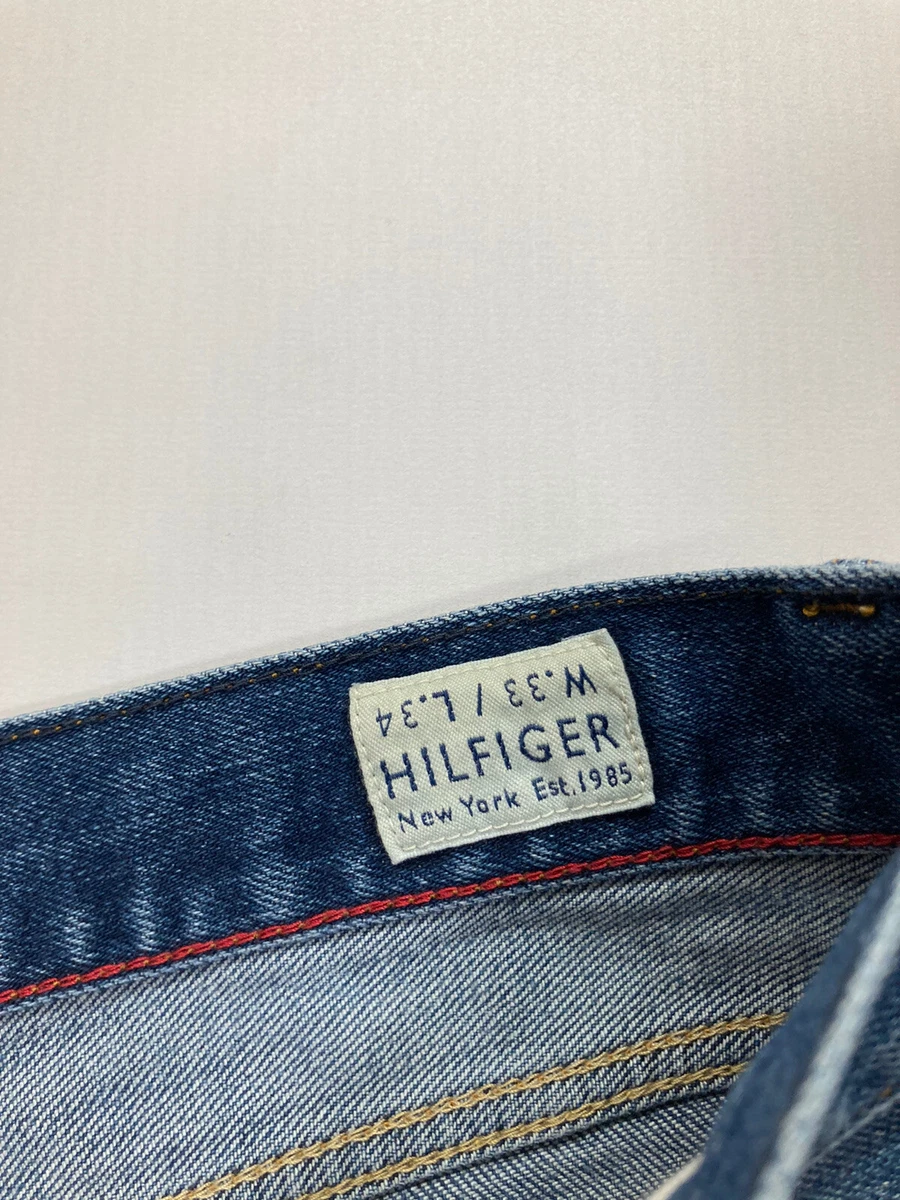 W.33 / L.34
HILFIGER
New York Est.1985